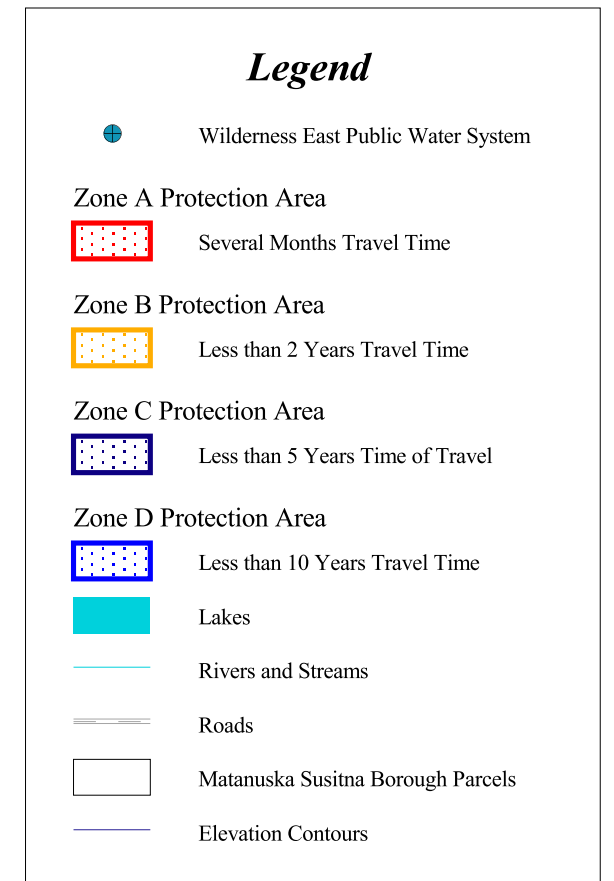 Legend
Wilderness East Public Water System
Zone A Protection Area
Several Months Travel Time
Zone B Protection Area
Less than 2 Years Travel Time
Zone C Protection Area
Less than 5 Years Time of Travel
Zone D Protection Area
Less than 10 Years Travel Time
Lakes
Rivers and Streams
Roads
Matanuska Susitna Borough Parcels
Elevation Contours